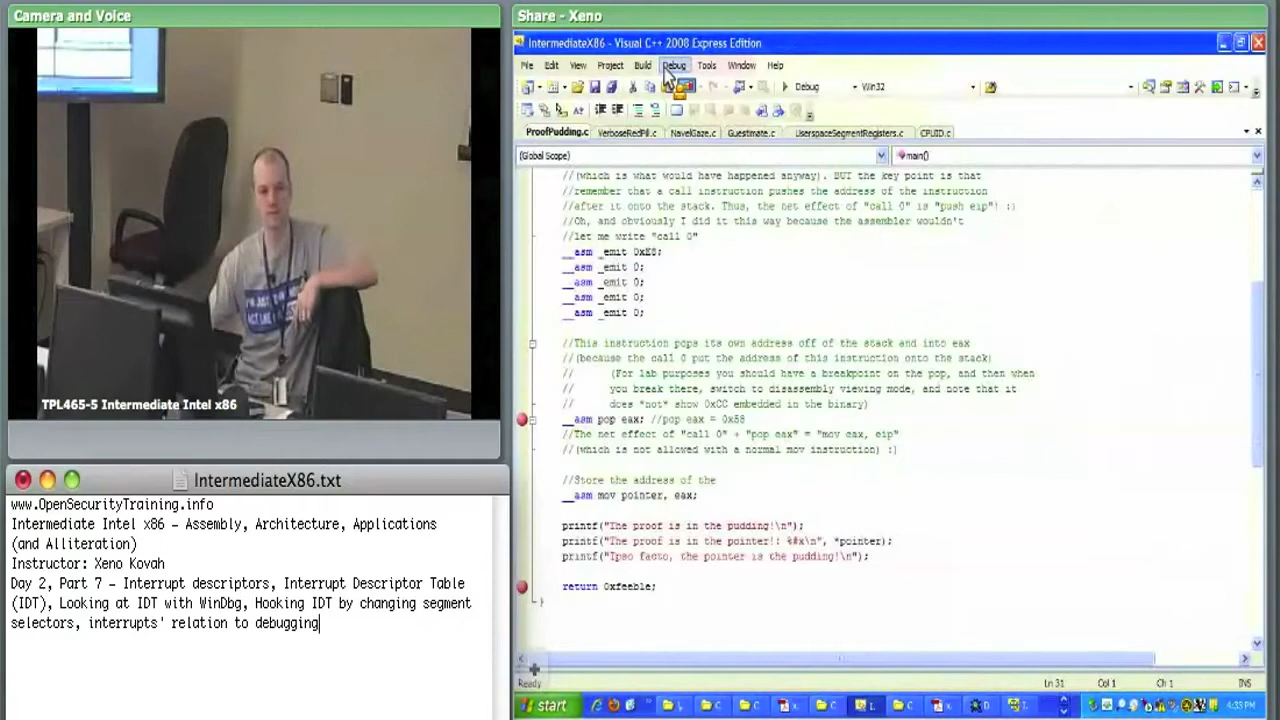 Camera and Voice
TPL465-5 Intermediate Intel x86
IntermediateX86.txt
www.OpenSecurityTraining.info
Intermediate Intel x86 – Assembly, Architecture, Applications
(and Alliteration)
Instructor: Xeno Kovah
Day 2, Part 7 – Interrupt descriptors, Interrupt Descriptor Table
(IDT), Looking at IDT with WinDbg, Hooking IDT by changing segment
selectors, interrupts' relation to debugging
Share - Xeno
IntermediateX86 - Visual C++ 2008 Express Edition
File Edit View Project Build Debug Tools Window Help
Debug Win32
ProofPudding.c VerboseRedPill.c NavelGaze.c Guestimate.c UserspaceSegmentRegisters.c CPUID.c
(Global Scope) main()
//(which is what would have happened anyway). BUT the key point is that
//remember that a call instruction pushes the address of the instruction
//after it onto the stack. Thus, the net effect of "call 0" is "push eip"! :)
//Oh, and obviously I did it this way because the assembler wouldn't
//let me write "call 0"
__asm _emit 0xE8;
__asm _emit 0;
__asm _emit 0;
__asm _emit 0;
__asm _emit 0;
//This instruction pops its own address off of the stack and into eax
//(because the call 0 put the address of this instruction onto the stack)
// (For lab purposes you should have a breakpoint on the pop, and then when
// you break there, switch to disassembly viewing mode, and note that it
// does *not* show 0xCC embedded in the binary)
__asm pop eax; //pop eax = 0x58
//The net effect of "call 0" + "pop eax" = "mov eax, eip"
//(which is not allowed with a normal mov instruction) :)
//Store the address of the
__asm mov pointer, eax;
printf("The proof is in the pudding!\n");
printf("The proof is in the pointer!: %#x\n", *pointer);
printf("Ipso facto, the pointer is the pudding!\n");
return 0xfeeb1e;
}
Ready Ln 31 Col 1 Ch 1 INS
start 4:33 PM